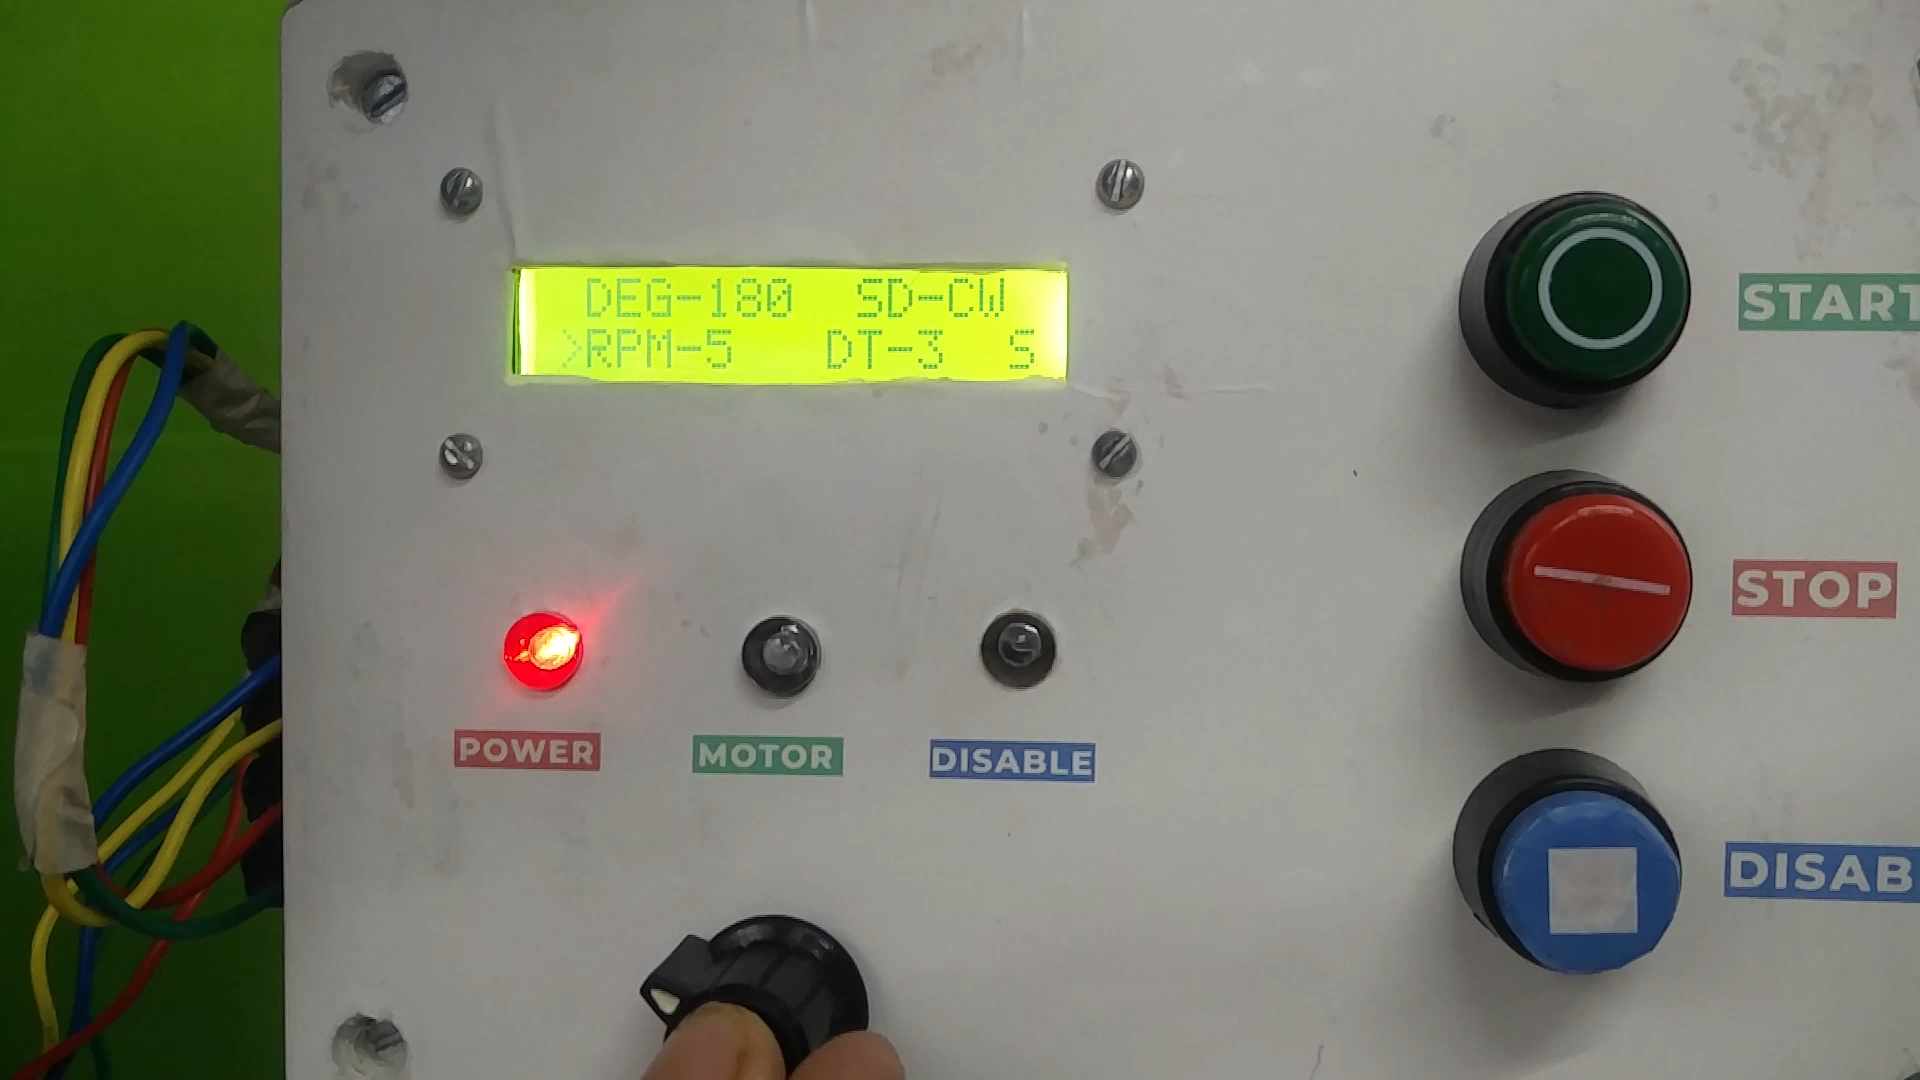 DEG-180 SD-CW
>RPM-5 DT-3 S
START
STOP
POWER
MOTOR
DISABLE
DISAB